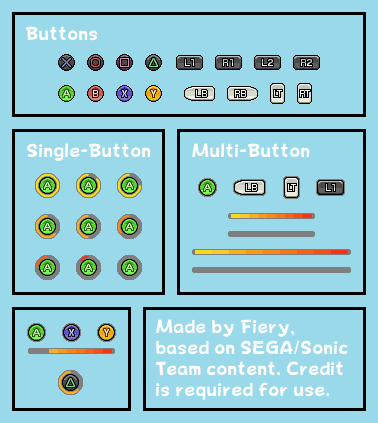 Buttons
L1 R1 L2 R2
A B X Y LB RB LT RT
Single-Button
A A A
A A A
A A A
Multi-Button
A LB LT L1
A X Y
Made by Fiery,
based on SEGA/Sonic
Team content. Credit
is required for use.